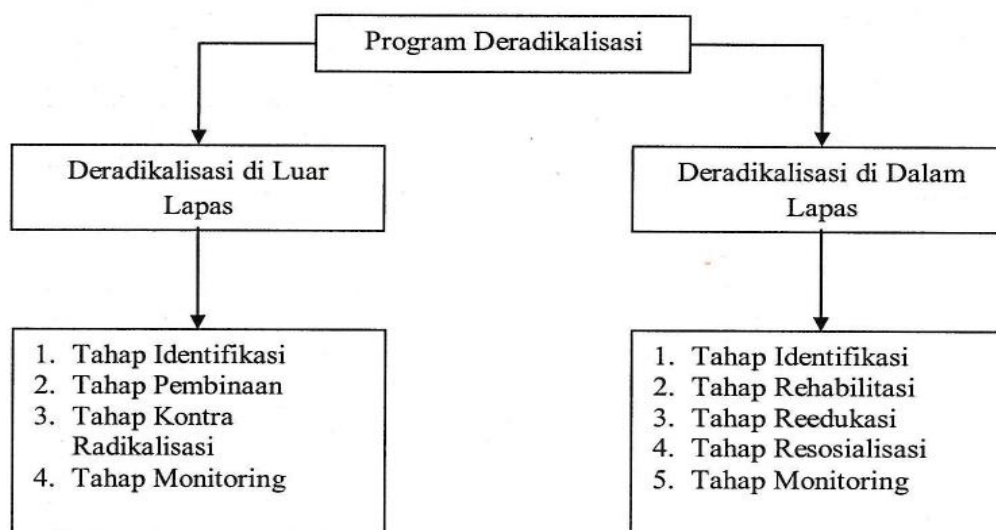 Program Deradikalisasi
Deradikalisasi di Luar
Lapas
Deradikalisasi di Dalam
Lapas
1. Tahap Identifikasi
2. Tahap Pembinaan
3. Tahap Kontra
Radikalisasi
4. Tahap Monitoring
1. Tahap Identifikasi
2. Tahap Rehabilitasi
3. Tahap Reedukasi
4. Tahap Resosialisasi
5. Tahap Monitoring